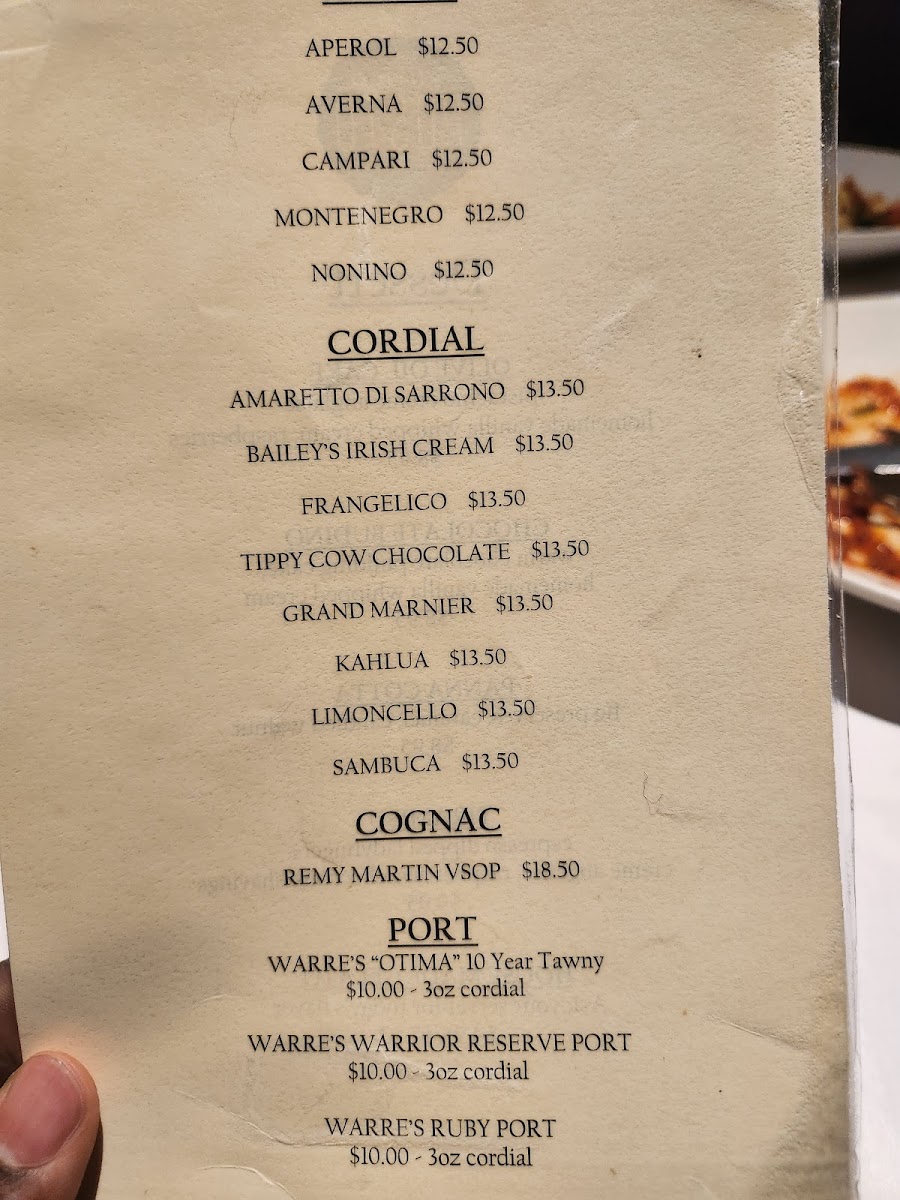 APEROL $12.50
AVERNA $12.50
CAMPARI $12.50
MONTENEGRO $12.50
NONINO $12.50
CORDIAL
AMARETTO DI SARRONO $13.50
BAILEY'S IRISH CREAM $13.50
FRANGELICO $13.50
TIPPY COW CHOCOLATE $13.50
GRAND MARNIER $13.50
KAHLUA $13.50
LIMONCELLO $13.50
SAMBUCA $13.50
COGNAC
REMY MARTIN VSOP $18.50
PORT
WARRE'S "OTIMA" 10 Year Tawny
$10.00 - 3oz cordial
WARRE'S WARRIOR RESERVE PORT
$10.00 - 3oz cordial
WARRE'S RUBY PORT
$10.00 - 3oz cordial